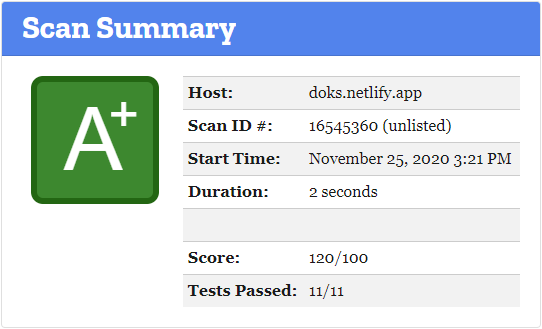 Scan Summary
A+
Host: doks.netlify.app
Scan ID #: 16545360 (unlisted)
Start Time: November 25, 2020 3:21 PM
Duration: 2 seconds
Score: 120/100
Tests Passed: 11/11